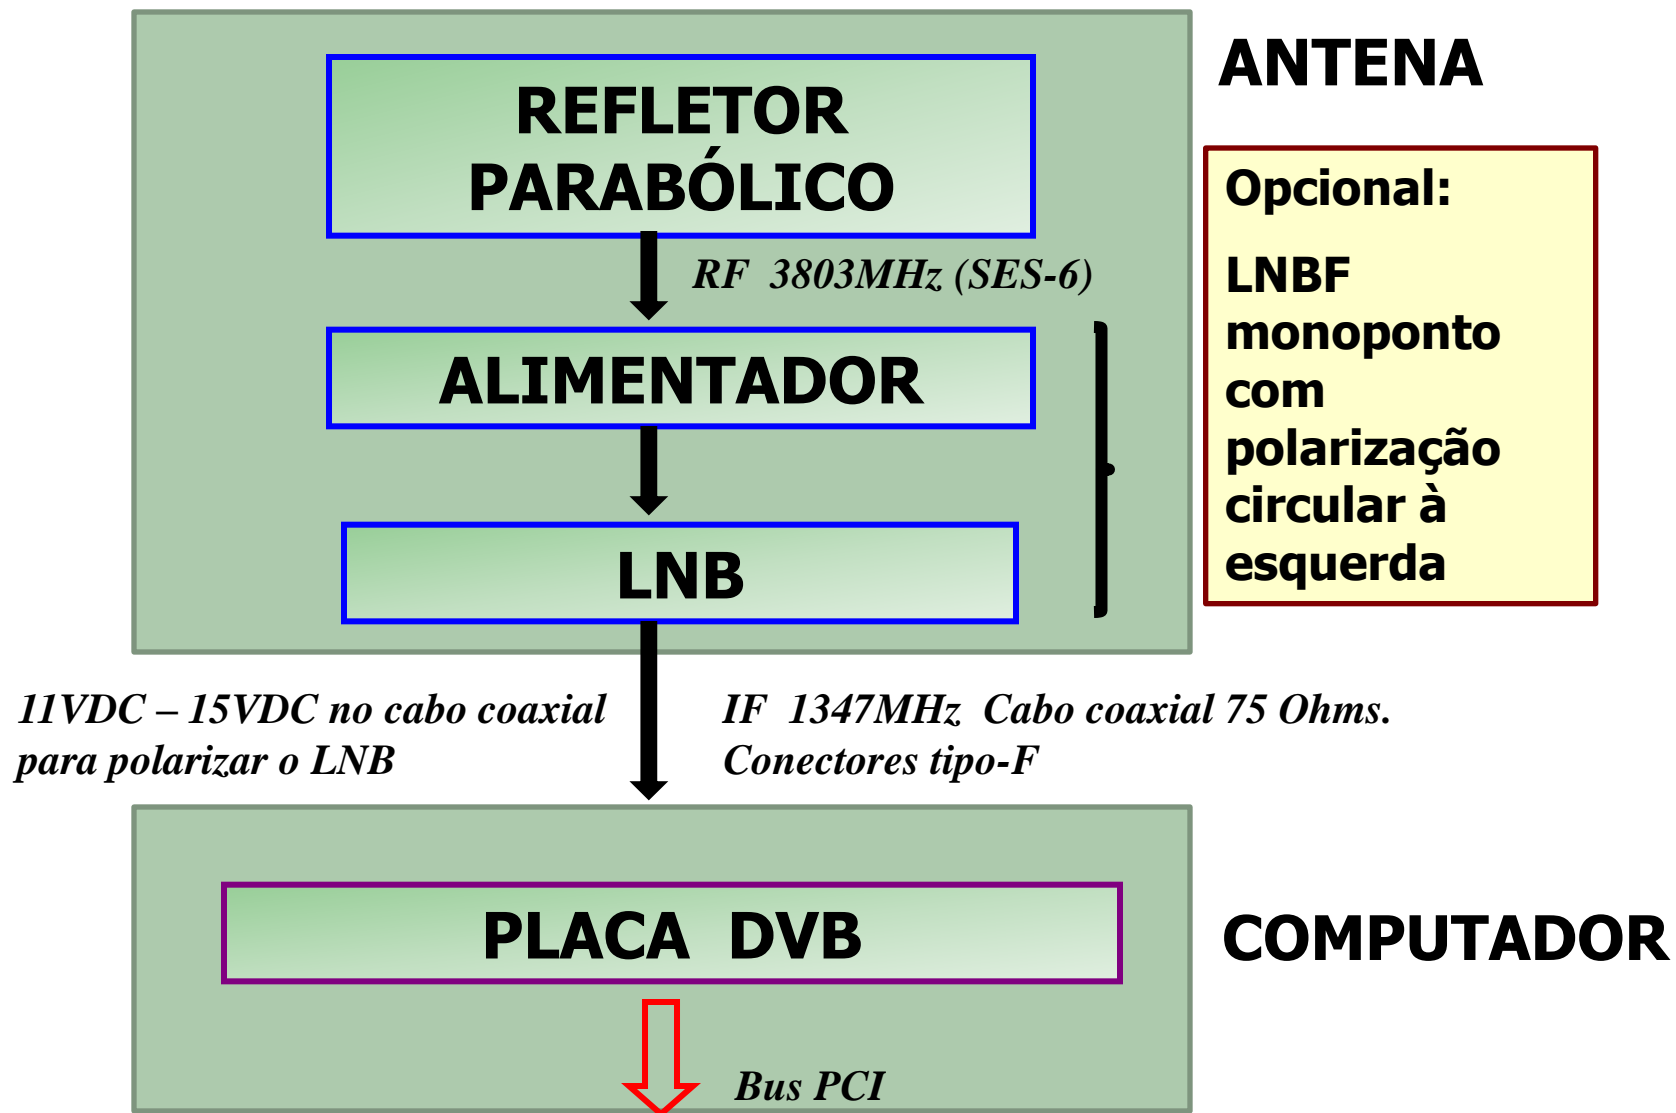 ANTENA
REFLETOR
PARABÓLICO
RF 3803MHz (SES-6)
ALIMENTADOR
LNB
Opcional:
LNBF
monoponto
com
polarização
circular à
esquerda
11VDC – 15VDC no cabo coaxial
para polarizar o LNB
IF 1347MHz Cabo coaxial 75 Ohms.
Conectores tipo-F
PLACA DVB
COMPUTADOR
Bus PCI